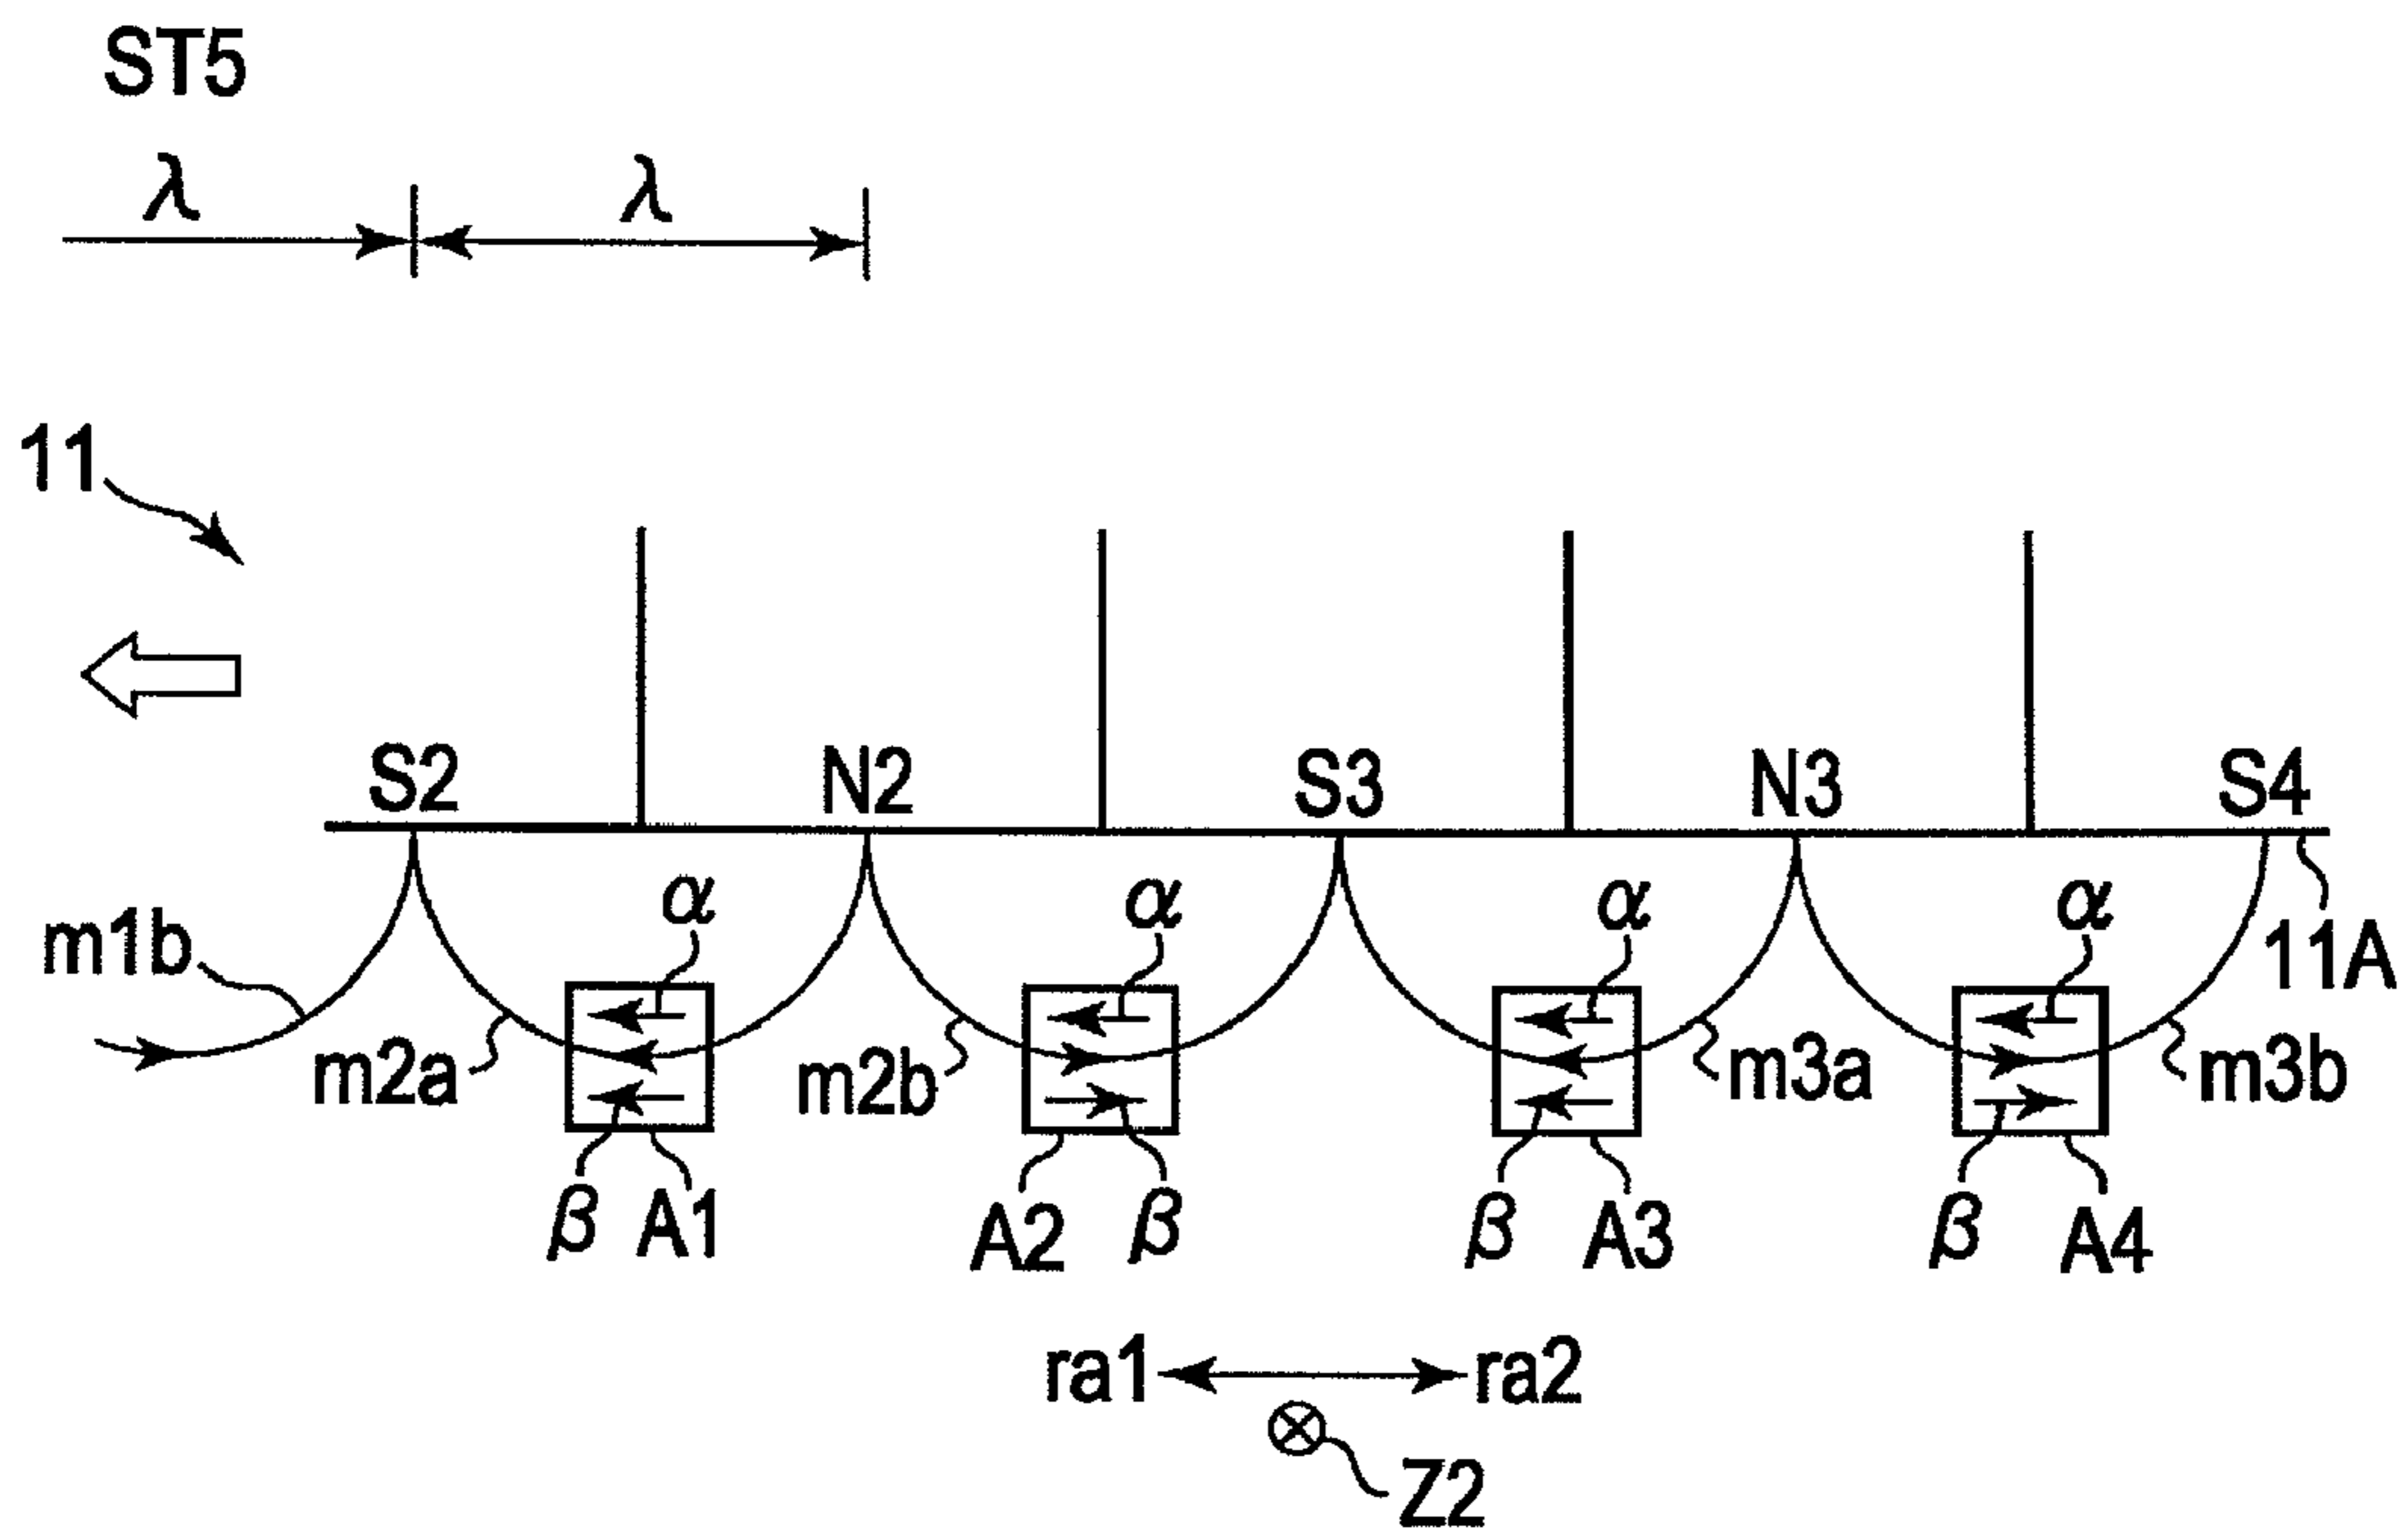 ST5
λ λ
11
S2 N2 S3 N3 S4
α α α α
m1b 11A
m2a m2b m3a m3b
β A1 A2 β β A3 β A4
ra1 ra2
Z2